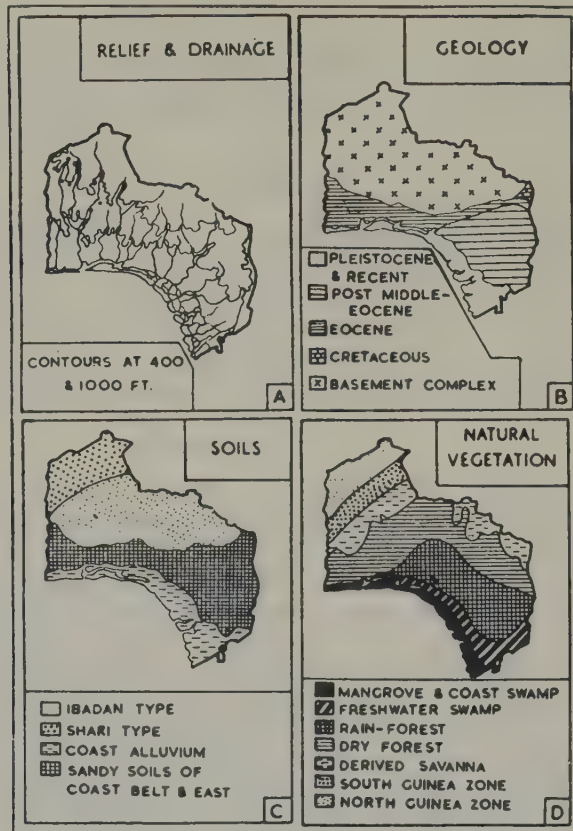 RELIEF & DRAINAGE
CONTOURS AT 400
& 1000 FT.
A
GEOLOGY
PLEISTOCENE
& RECENT
POST MIDDLE-
EOCENE
EOCENE
CRETACEOUS
BASEMENT COMPLEX
B
SOILS
IBADAN TYPE
SHARI TYPE
COAST ALLUVIUM
SANDY SOILS OF
COAST BELT & EAST
C
NATURAL
VEGETATION
MANGROVE & COAST SWAMP
FRESHWATER SWAMP
RAIN-FOREST
DRY FOREST
DERIVED SAVANNA
SOUTH GUINEA ZONE
NORTH GUINEA ZONE
D